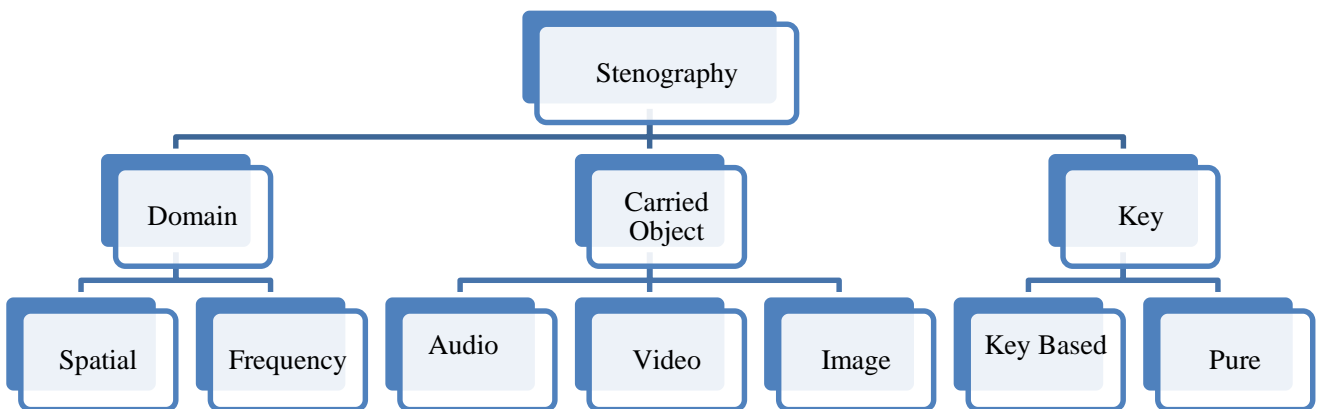 Stenography
Domain
Carried
Object
Key
Spatial
Frequency
Audio
Video
Image
Key Based
Pure